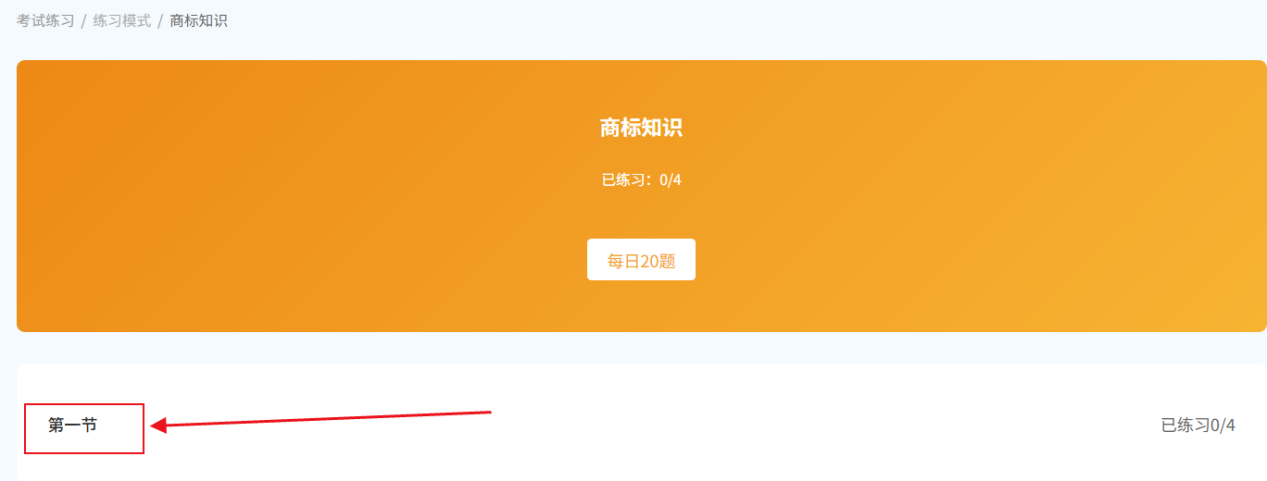 考试练习 / 练习模式 / 商标知识
商标知识
已练习：0/4
每日20题
第一节 已练习0/4